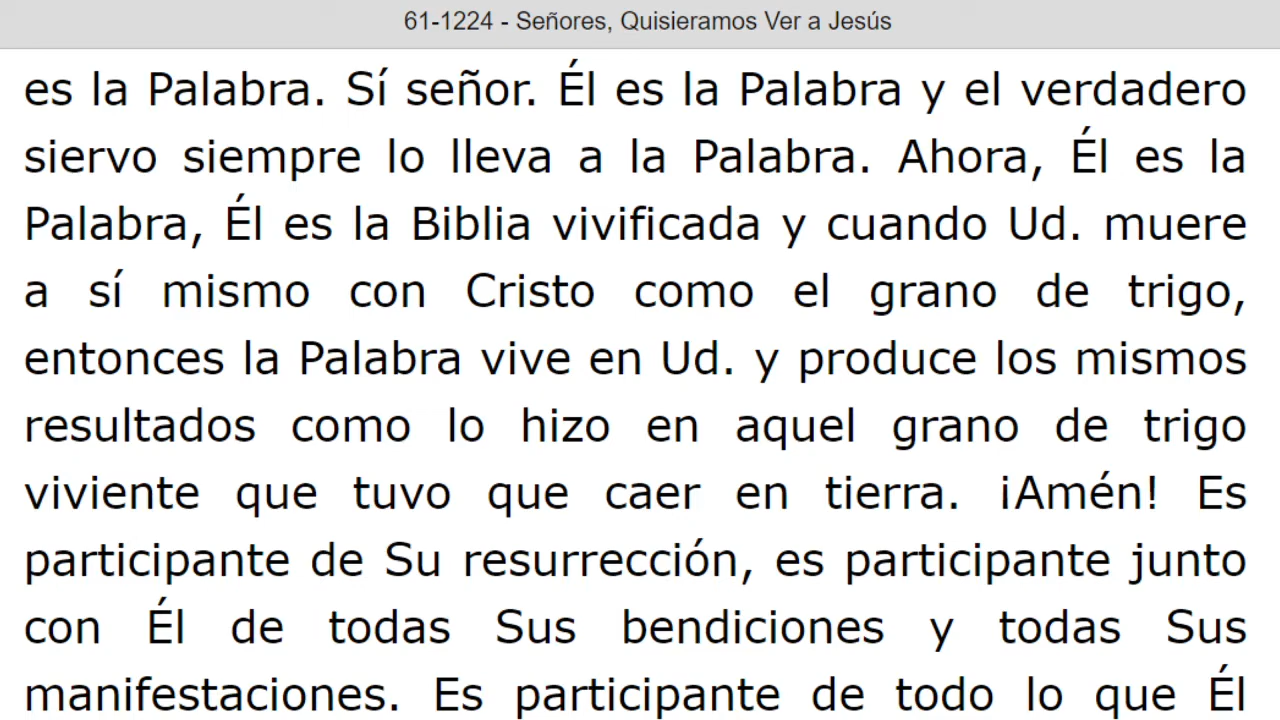 61-1224 - Señores, Quisieramos Ver a Jesús
es la Palabra. Sí señor. Él es la Palabra y el verdadero
siervo siempre lo lleva a la Palabra. Ahora, Él es la
Palabra, Él es la Biblia vivificada y cuando Ud. muere
a sí mismo con Cristo como el grano de trigo,
entonces la Palabra vive en Ud. y produce los mismos
resultados como lo hizo en aquel grano de trigo
viviente que tuvo que caer en tierra. ¡Amén! Es
participante de Su resurrección, es participante junto
con Él de todas Sus bendiciones y todas Sus
manifestaciones. Es participante de todo lo que Él